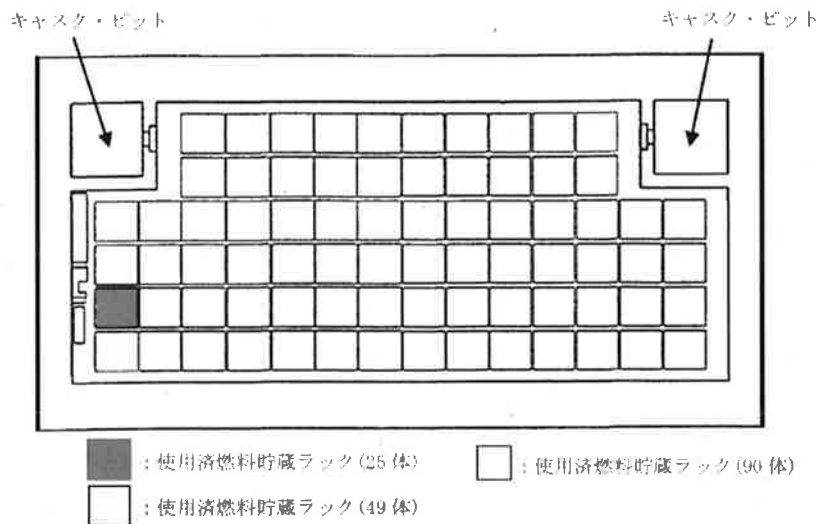 キャスク・ピット
キャスク・ピット
:使用済燃料貯蔵ラック(25体)
:使用済燃料貯蔵ラック(90体)
:使用済燃料貯蔵ラック(49体)